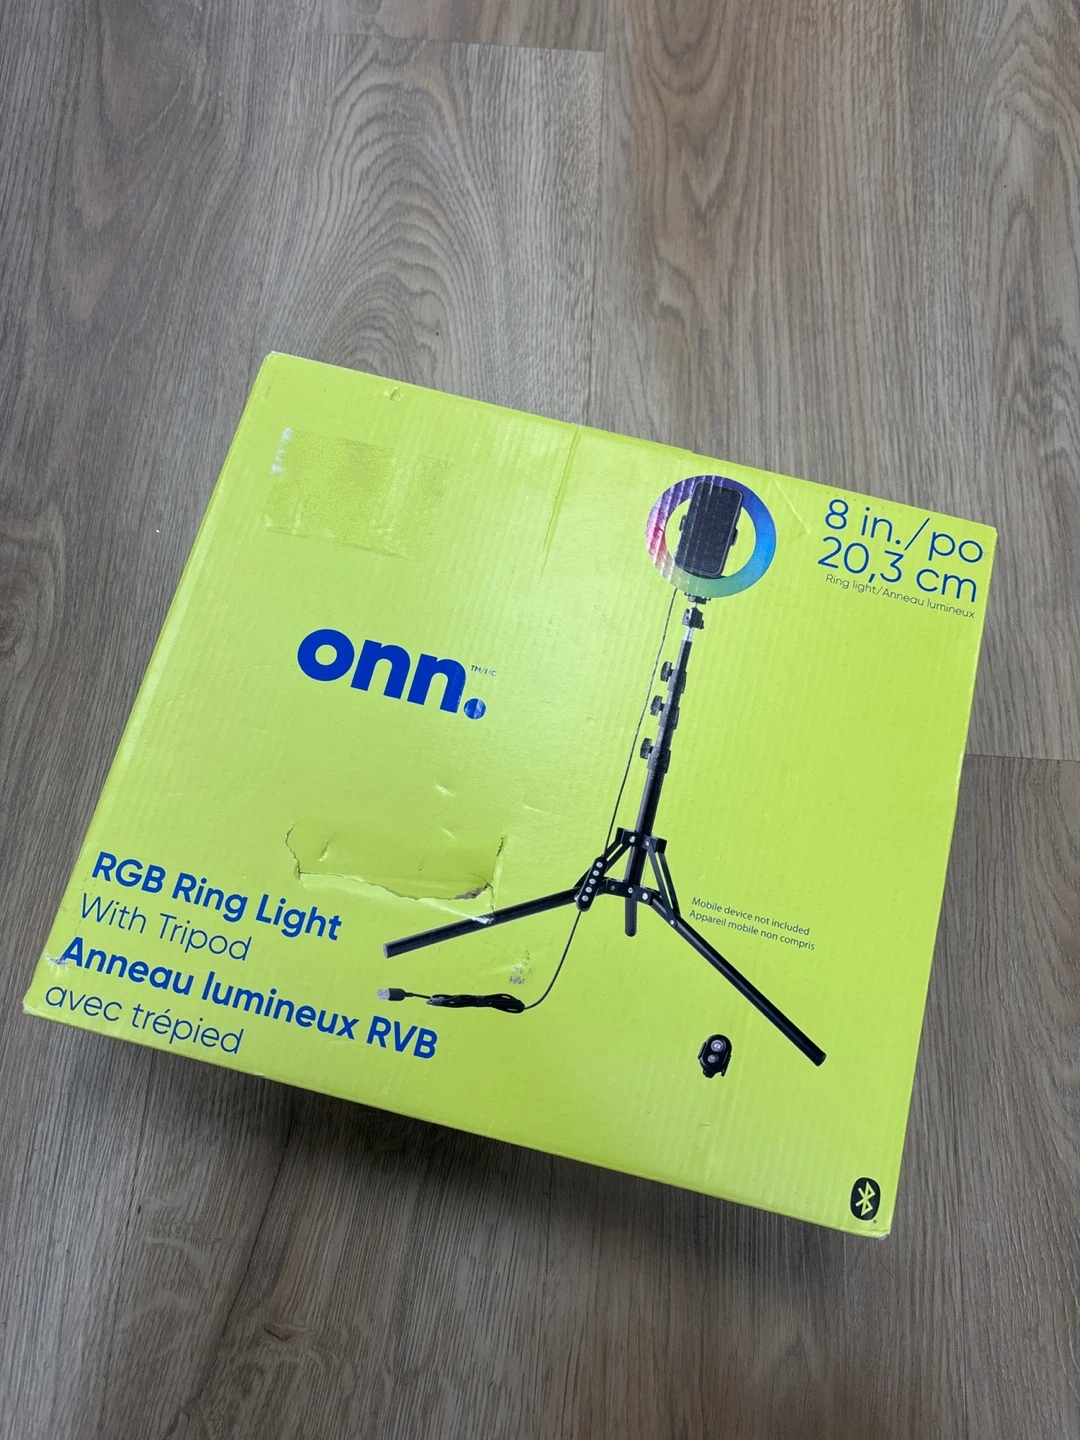 8 in./po
20,3 cm
Ring light/Anneau lumineux
onn.
TM/MC
RGB Ring Light
With Tripod
Anneau lumineux RVB
avec trépied
Mobile device not included
Appareil mobile non compris